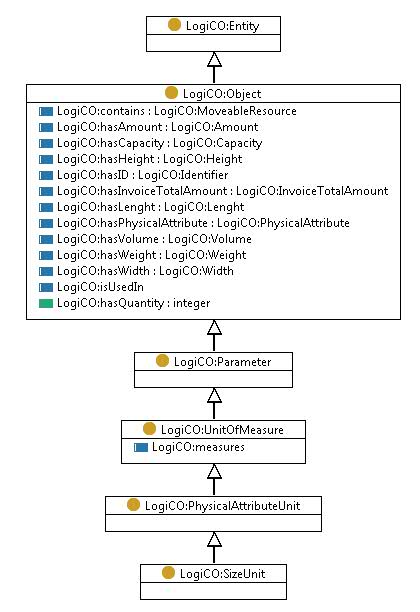 LogiCO:Entity
LogiCO:Object
LogiCO:contains : LogiCO:MoveableResource
LogiCO:hasAmount : LogiCO:Amount
LogiCO:hasCapacity : LogiCO:Capacity
LogiCO:hasHeight : LogiCO:Height
LogiCO:hasID : LogiCO:Identifier
LogiCO:hasInvoiceTotalAmount : LogiCO:InvoiceTotalAmount
LogiCO:hasLenght : LogiCO:Lenght
LogiCO:hasPhysicalAttribute : LogiCO:PhysicalAttribute
LogiCO:hasVolume : LogiCO:Volume
LogiCO:hasWeight : LogiCO:Weight
LogiCO:hasWidth : LogiCO:Width
LogiCO:isUsedIn
LogiCO:hasQuantity : integer
LogiCO:Parameter
LogiCO:UnitOfMeasure
LogiCO:measures
LogiCO:PhysicalAttributeUnit
LogiCO:SizeUnit